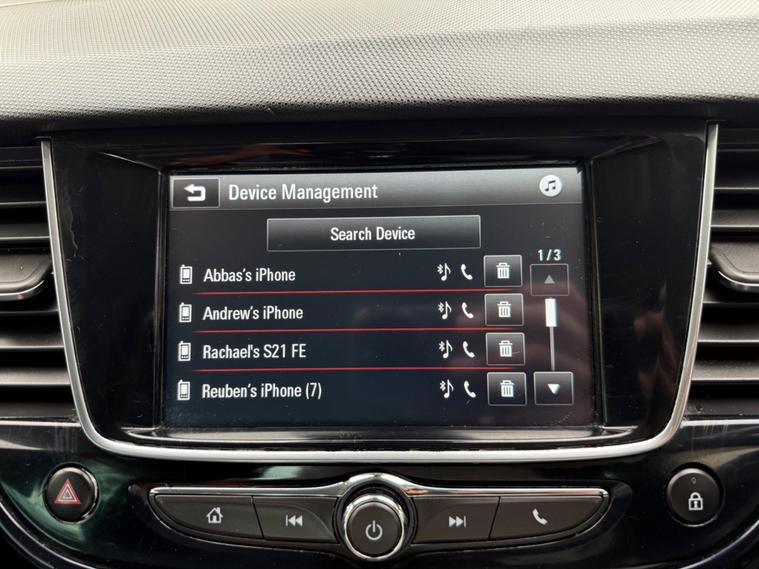 Device Management
Search Device
1/3
Abbas's iPhone
Andrew's iPhone
Rachael's S21 FE
Reuben's iPhone (7)